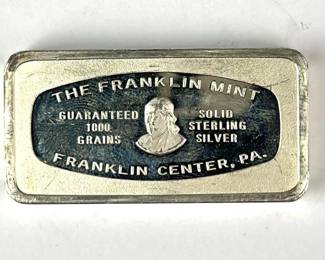 THE FRANKLIN MINT
GUARANTEED
1000
GRAINS
SOLID
STERLING
SILVER
FRANKLIN CENTER, PA.